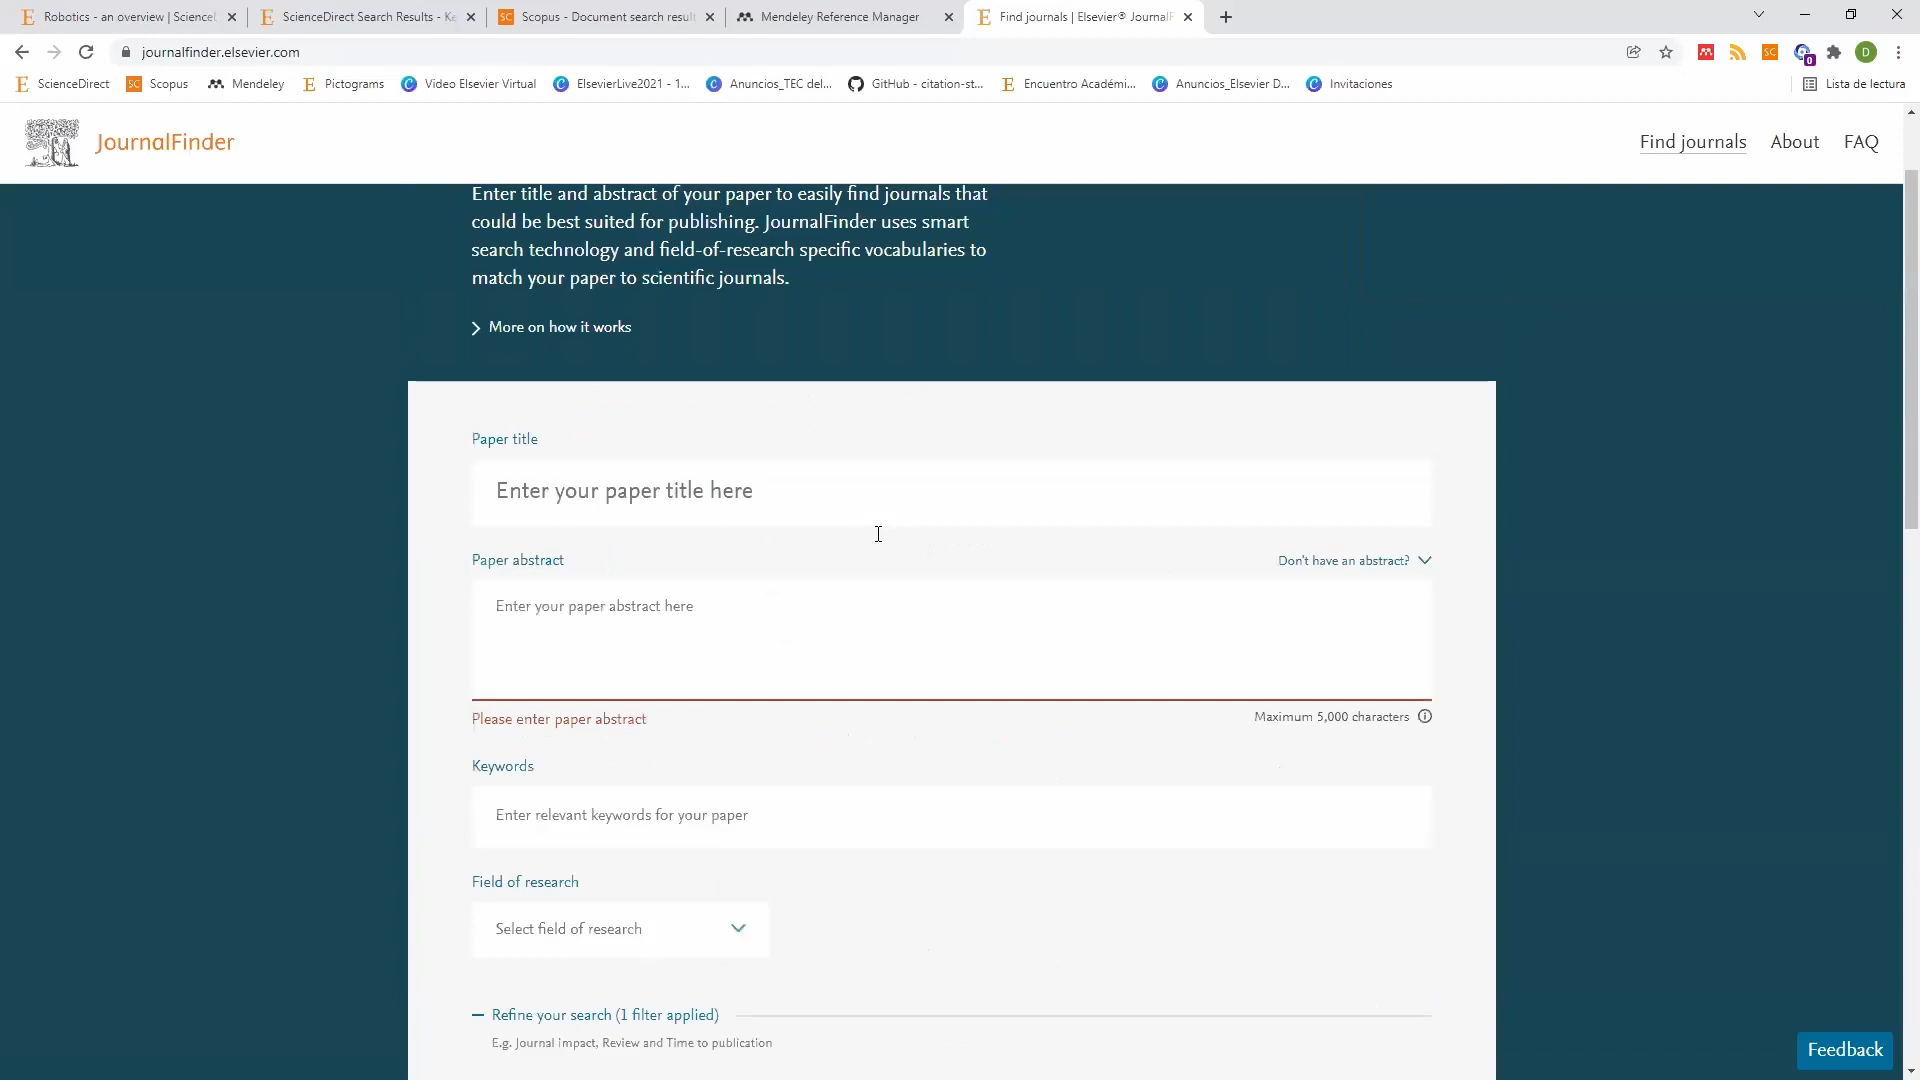 Robotics - an overview | Science
ScienceDirect Search Results - Ke
Scopus - Document search result
Mendeley Reference Manager
Find journals | Elsevier® JournalF
journalfinder.elsevier.com
SC
0
D
ScienceDirect
SC Scopus
Mendeley
Pictograms
Video Elsevier Virtual
ElsevierLive2021 - 1...
Anuncios_TEC del...
GitHub - citation-st...
Encuentro Académi...
Anuncios_Elsevier D...
Invitaciones
Lista de lectura
JournalFinder
Find journals
About
FAQ
Enter title and abstract of your paper to easily find journals that
could be best suited for publishing. JournalFinder uses smart
search technology and field-of-research specific vocabularies to
match your paper to scientific journals.
More on how it works
Paper title
Enter your paper title here
Paper abstract
Don't have an abstract?
Enter your paper abstract here
Please enter paper abstract
Maximum 5,000 characters
Keywords
Enter relevant keywords for your paper
Field of research
Select field of research
Refine your search (1 filter applied)
E.g. Journal impact, Review and Time to publication
Feedback